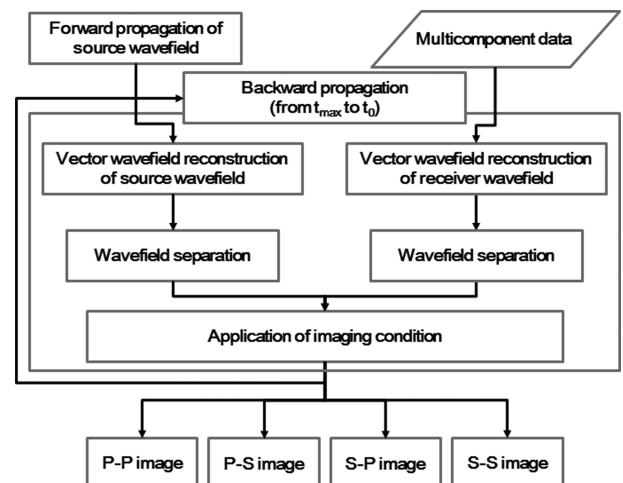 Forward propagation of
source wavefield
Multicomponent data
Backward propagation
(from tmax to t0)
Vector wavefield reconstruction
of source wavefield
Vector wavefield reconstruction
of receiver wavefield
Wavefield separation
Wavefield separation
Application of imaging condition
P-P image
P-S image
S-P image
S-S image